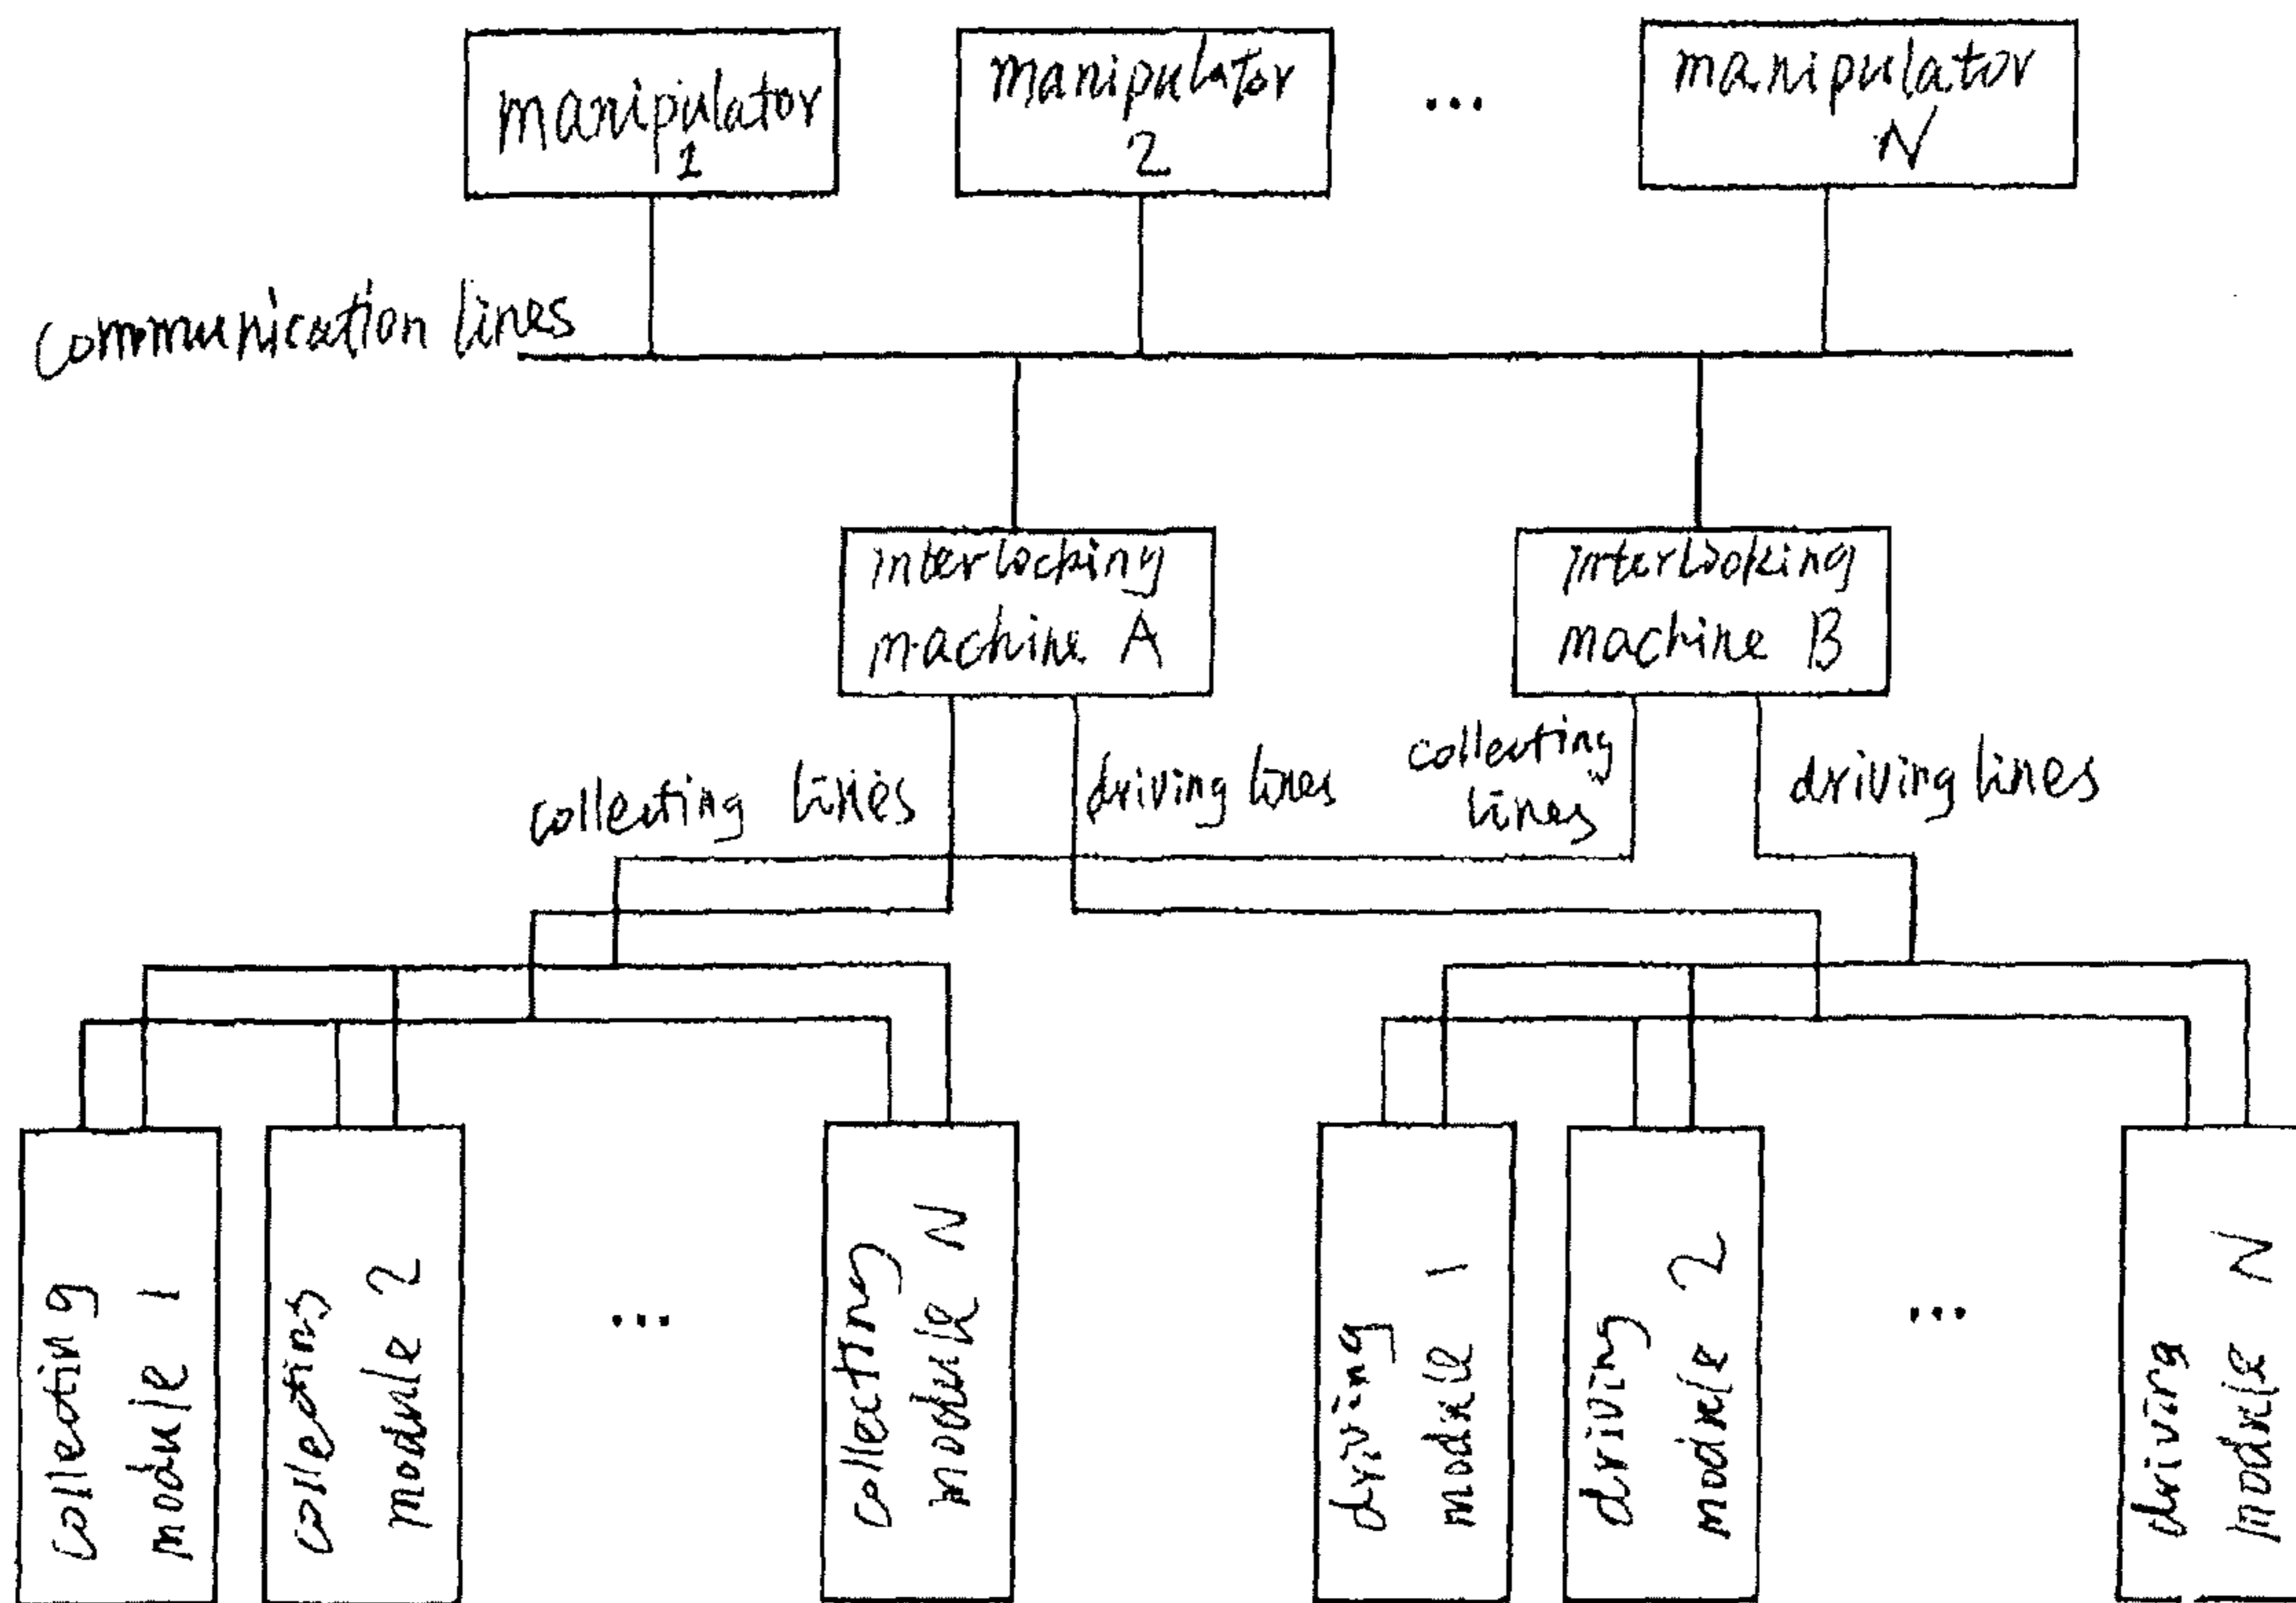 manipulator
1
manipulator
2
...
manipulator
N
communication lines
interlocking
machine A
interlocking
machine B
collecting lines
driving lines
collecting
lines
driving lines
collecting
module 1
collecting
module 2
...
collecting
module N
driving
module 1
driving
module 2
...
driving
module N